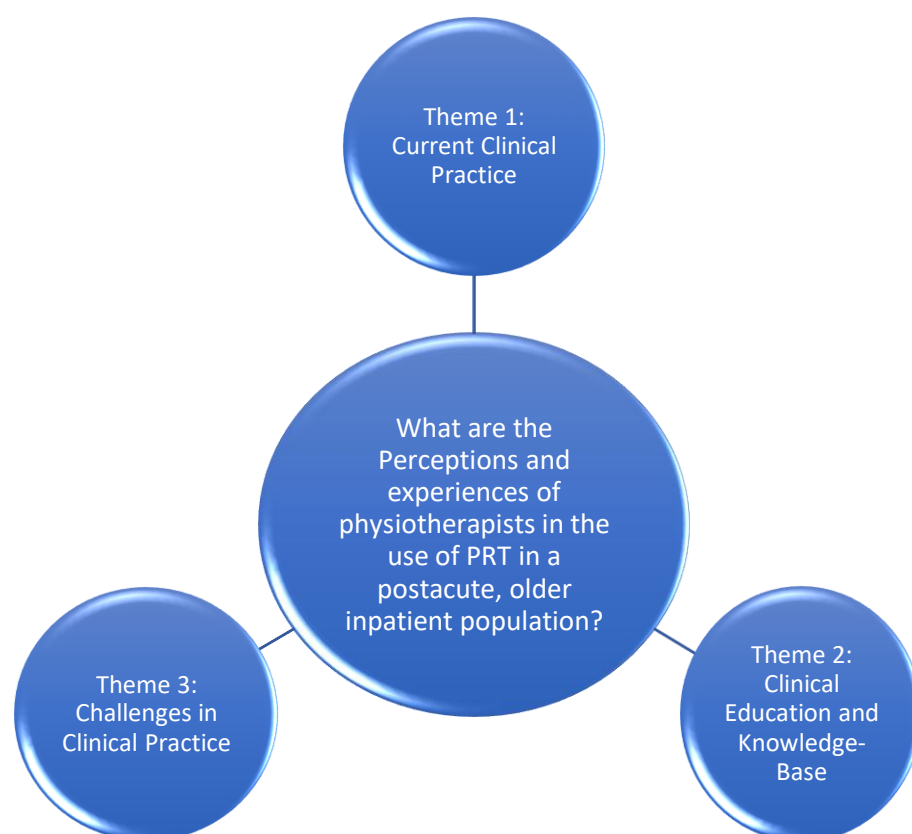 Theme 1:
Current Clinical
Practice
What are the
Perceptions and
experiences of
physiotherapists in the
use of PRT in a
postacute, older
inpatient population?
Theme 3:
Challenges in
Clinical Practice
Theme 2:
Clinical
Education and
Knowledge-
Base